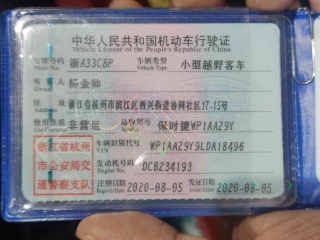 中华人民共和国机动车行驶证
Vehicle License of the People's Republic of China
号牌号码 浙A33C8P 车辆类型 小型越野客车
Plate No. Vehicle Type
所有人 杨金帅
Owner
住址 浙江省杭州市滨江区西兴街道协同社区17-15号
Address
使用性质 非营运 品牌型号 保时捷WP1AA29Y
浙江省杭州 车辆识别代号 WP1AA29Y9LDA18496
VIN
市公安局交 发动机号码 DCB234193
Engine No.
通警察支队 注册日期 2020-08-05 发证日期 2020-08-05
Register Date Issue Date